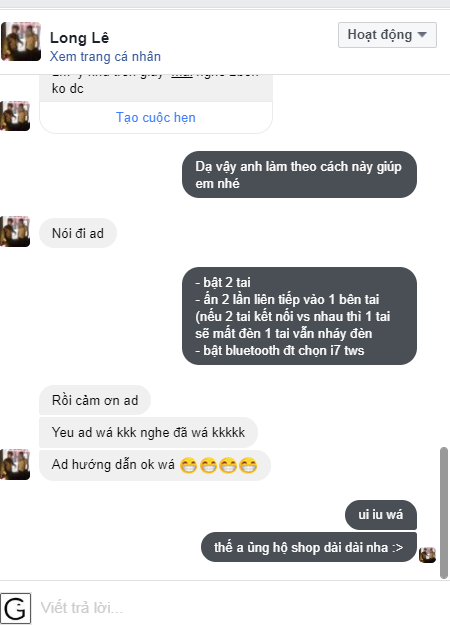 Long Lê
Xem trang cá nhân
Hoạt động
ko dc
Tạo cuộc hẹn
Dạ vậy anh làm theo cách này giúp
em nhé
Nói đi ad
- bật 2 tai
- ấn 2 lần liên tiếp vào 1 bên tai
(nếu 2 tai kết nối vs nhau thì 1 tai
sẽ mất đèn 1 tai vẫn nháy đèn
- bật bluetooth đt chọn i7 tws
Rồi cảm ơn ad
Yeu ad wá kkk nghe đã wá kkkkk
Ad hướng dẫn ok wá 😁😁😁😁
ui iu wá
thế a ủng hộ shop dài dài nha :>
G
Viết trả lời...